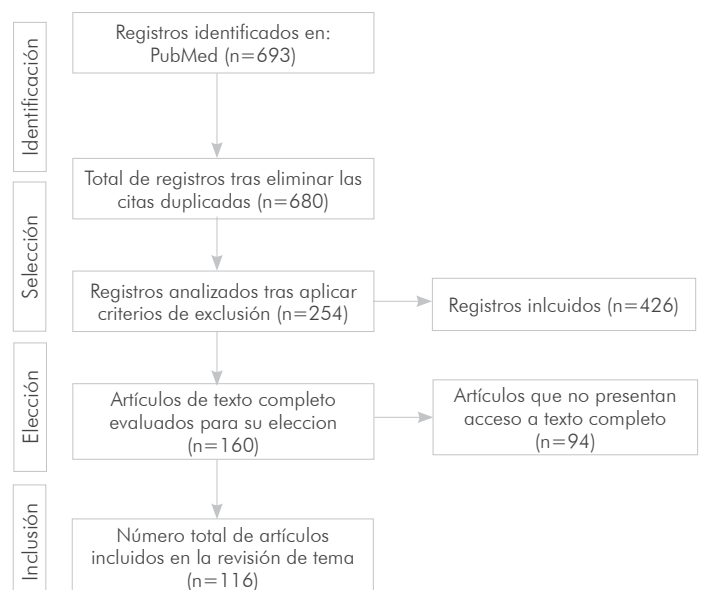 Identificación
Registros identificados en:
PubMed (n=693)
Selección
Total de registros tras eliminar las
citas duplicadas (n=680)
Registros analizados tras aplicar
criterios de exclusión (n=254)
Registros inlcuidos (n=426)
Elección
Artículos de texto completo
evaluados para su eleccion
(n=160)
Artículos que no presentan
acceso a texto completo
(n=94)
Inclusión
Número total de artículos
incluidos en la revisión de tema
(n=116)